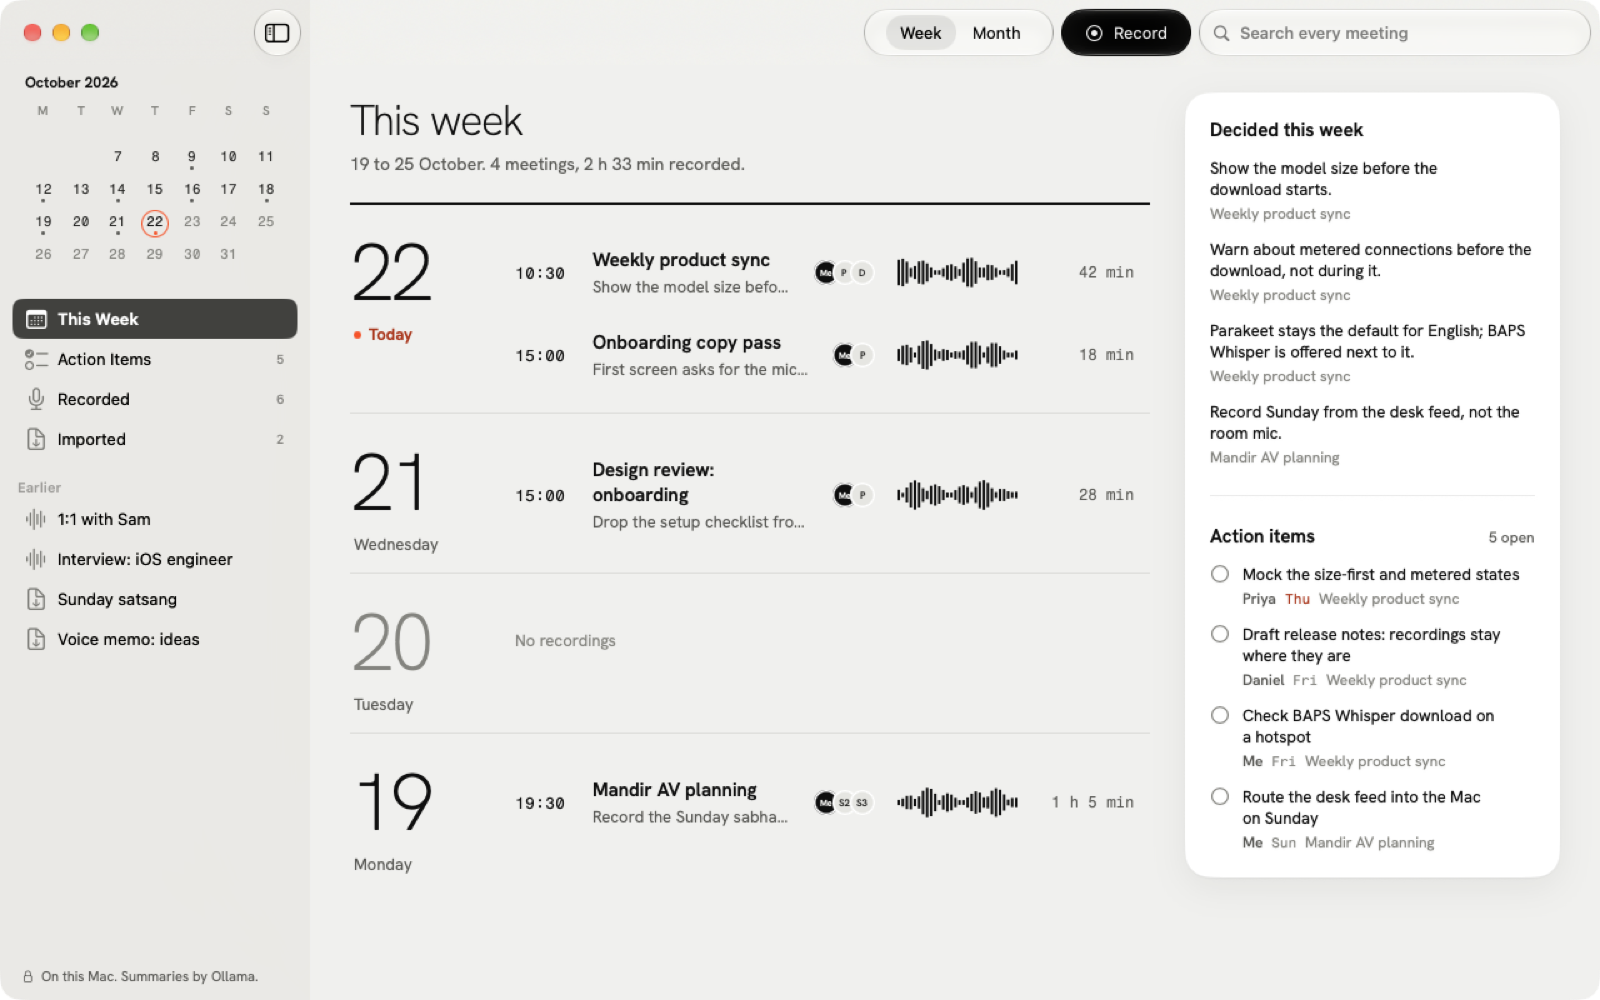 Week
Month
Record
Search every meeting
October 2026
M T W T F S S
7 8 9 10 11
12 13 14 15 16 17 18
19 20 21 22 23 24 25
26 27 28 29 30 31
This Week
Action Items 5
Recorded 6
Imported 2
Earlier
1:1 with Sam
Interview: iOS engineer
Sunday satsang
Voice memo: ideas
On this Mac. Summaries by Ollama.
This week
19 to 25 October. 4 meetings, 2 h 33 min recorded.
22
Today
10:30
Weekly product sync
Show the model size befo...
Me P D
42 min
15:00
Onboarding copy pass
First screen asks for the mic...
Me P
18 min
21
Wednesday
15:00
Design review:
onboarding
Drop the setup checklist fro...
Me P
28 min
20
Tuesday
No recordings
19
Monday
19:30
Mandir AV planning
Record the Sunday sabha...
Me S2 S3
1 h 5 min
Decided this week
Show the model size before the
download starts.
Weekly product sync
Warn about metered connections before the
download, not during it.
Weekly product sync
Parakeet stays the default for English; BAPS
Whisper is offered next to it.
Weekly product sync
Record Sunday from the desk feed, not the
room mic.
Mandir AV planning
Action items 5 open
Mock the size-first and metered states
Priya Thu Weekly product sync
Draft release notes: recordings stay
where they are
Daniel Fri Weekly product sync
Check BAPS Whisper download on
a hotspot
Me Fri Weekly product sync
Route the desk feed into the Mac
on Sunday
Me Sun Mandir AV planning